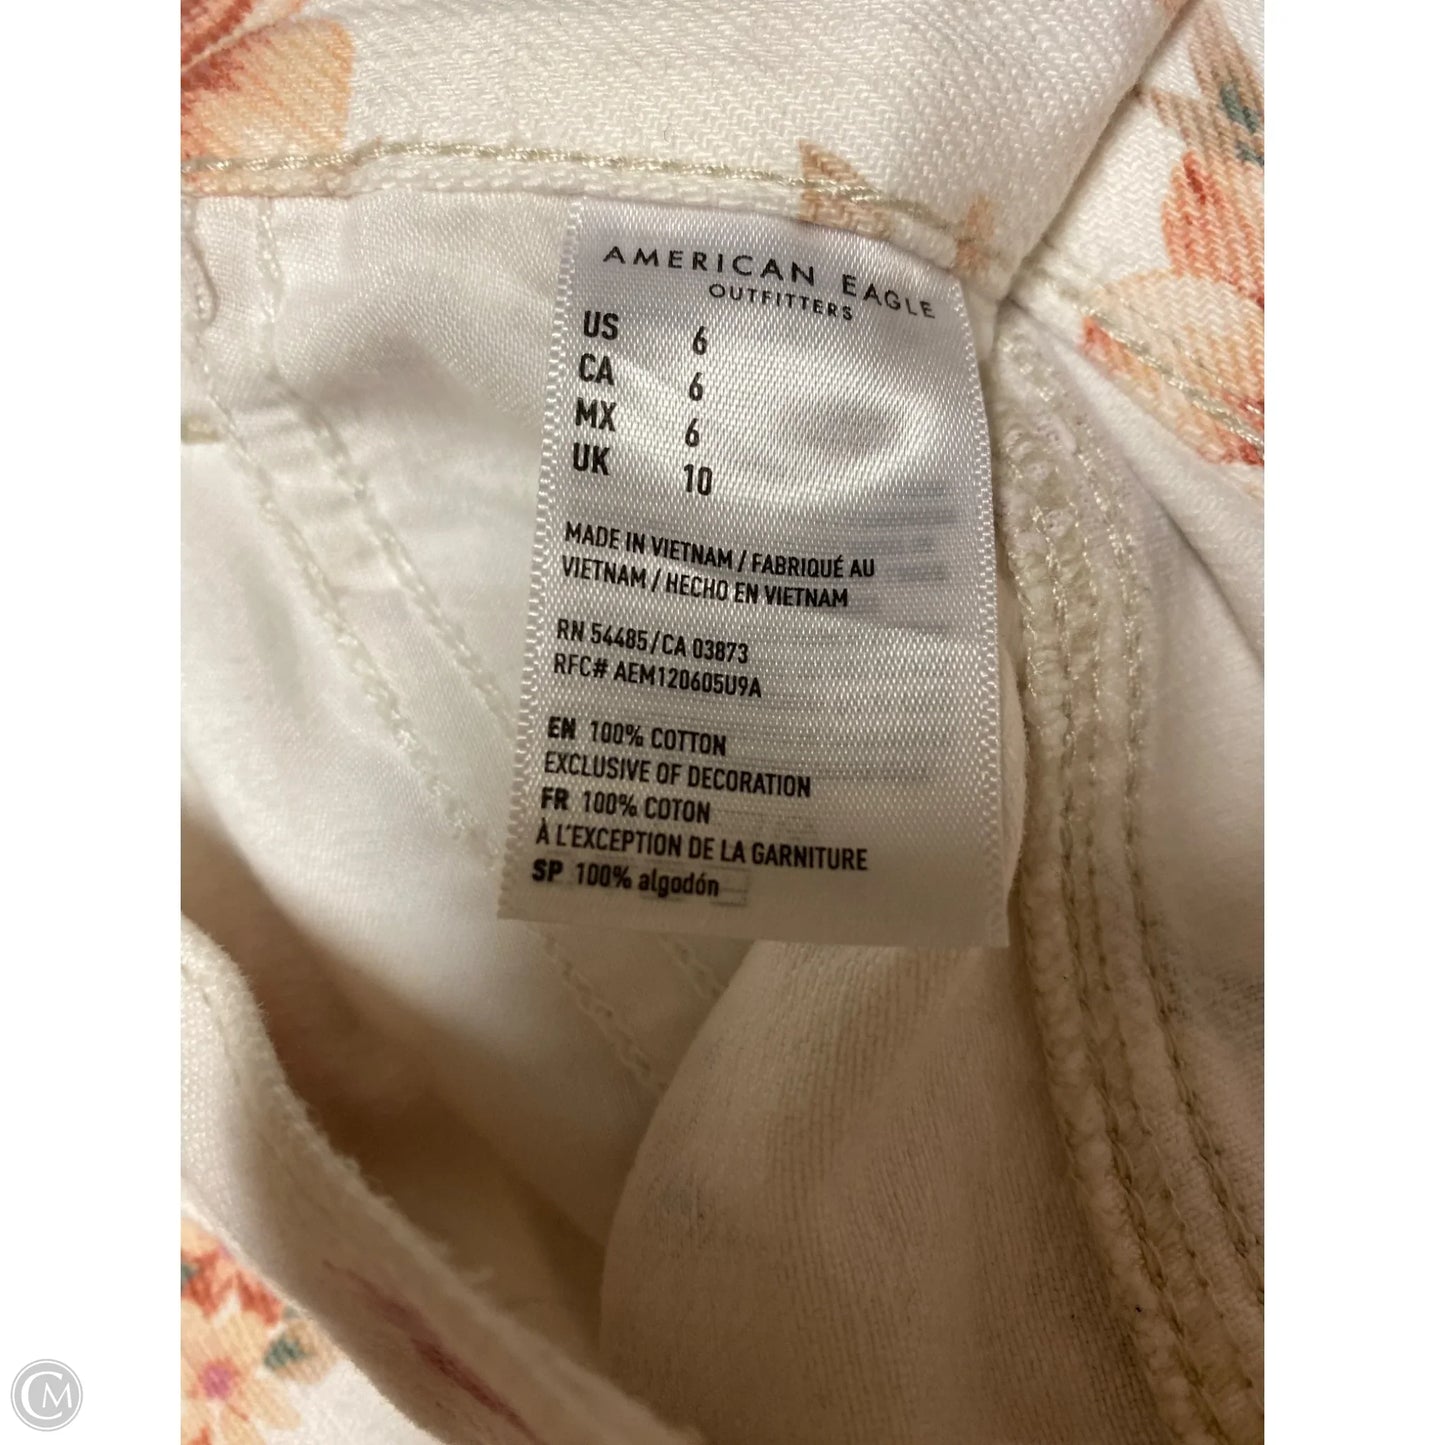 AMERICAN EAGLE
OUTFITTERS
US 6
CA 6
MX 6
UK 10
MADE IN VIETNAM / FABRIQUÉ AU
VIETNAM / HECHO EN VIETNAM
RN 54485/CA 03873
RFC# AEM120605U9A
EN 100% COTTON
EXCLUSIVE OF DECORATION
FR 100% COTON
À L'EXCEPTION DE LA GARNITURE
SP 100% algodón
CM